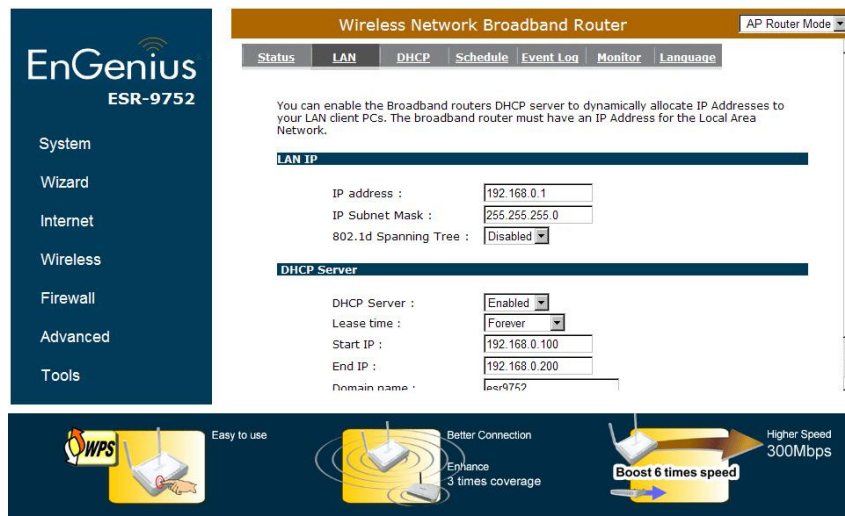 Wireless Network Broadband Router
AP Router Mode
EnGenius
ESR-9752
System
Wizard
Internet
Wireless
Firewall
Advanced
Tools
Status LAN DHCP Schedule Event Log Monitor Language
You can enable the Broadband routers DHCP server to dynamically allocate IP Addresses to
your LAN client PCs. The broadband router must have an IP Address for the Local Area
Network.
LAN IP
IP address : 192.168.0.1
IP Subnet Mask : 255.255.255.0
802.1d Spanning Tree : Disabled
DHCP Server
DHCP Server : Enabled
Lease time : Forever
Start IP : 192.168.0.100
End IP : 192.168.0.200
Domain name : esr9752
WPS
Easy to use
Better Connection
Enhance
3 times coverage
Boost 6 times speed
Higher Speed
300Mbps